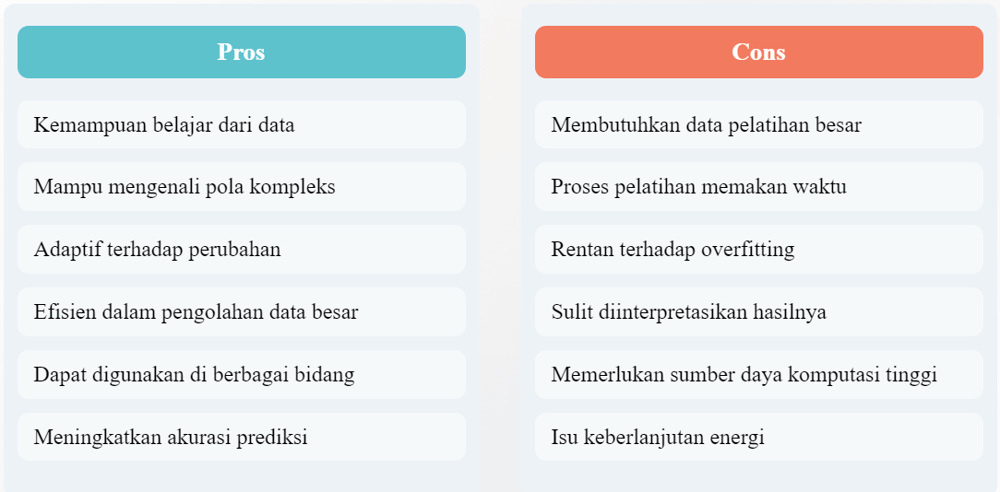 Pros
Kemampuan belajar dari data
Mampu mengenali pola kompleks
Adaptif terhadap perubahan
Efisien dalam pengolahan data besar
Dapat digunakan di berbagai bidang
Meningkatkan akurasi prediksi
Cons
Membutuhkan data pelatihan besar
Proses pelatihan memakan waktu
Rentan terhadap overfitting
Sulit diinterpretasikan hasilnya
Memerlukan sumber daya komputasi tinggi
Isu keberlanjutan energi